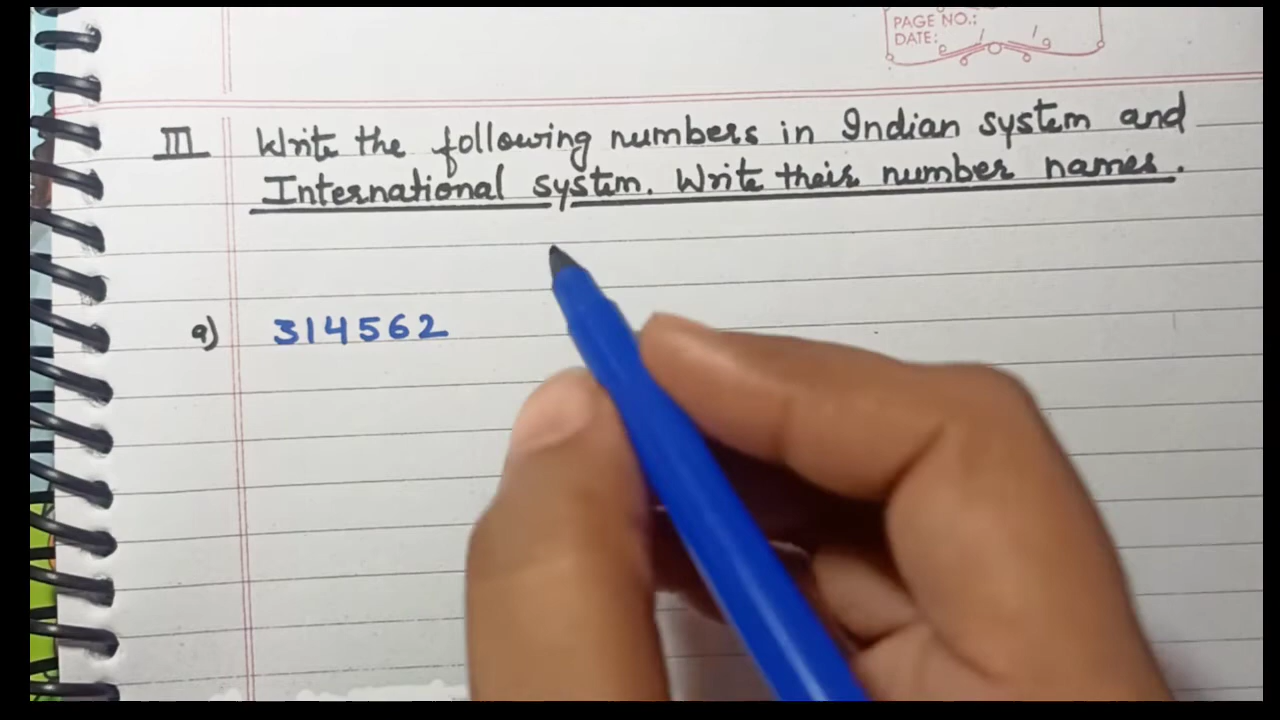 PAGE NO.:
DATE:
III Write the following numbers in Indian system and
International system. Write their number names.
a) 314562